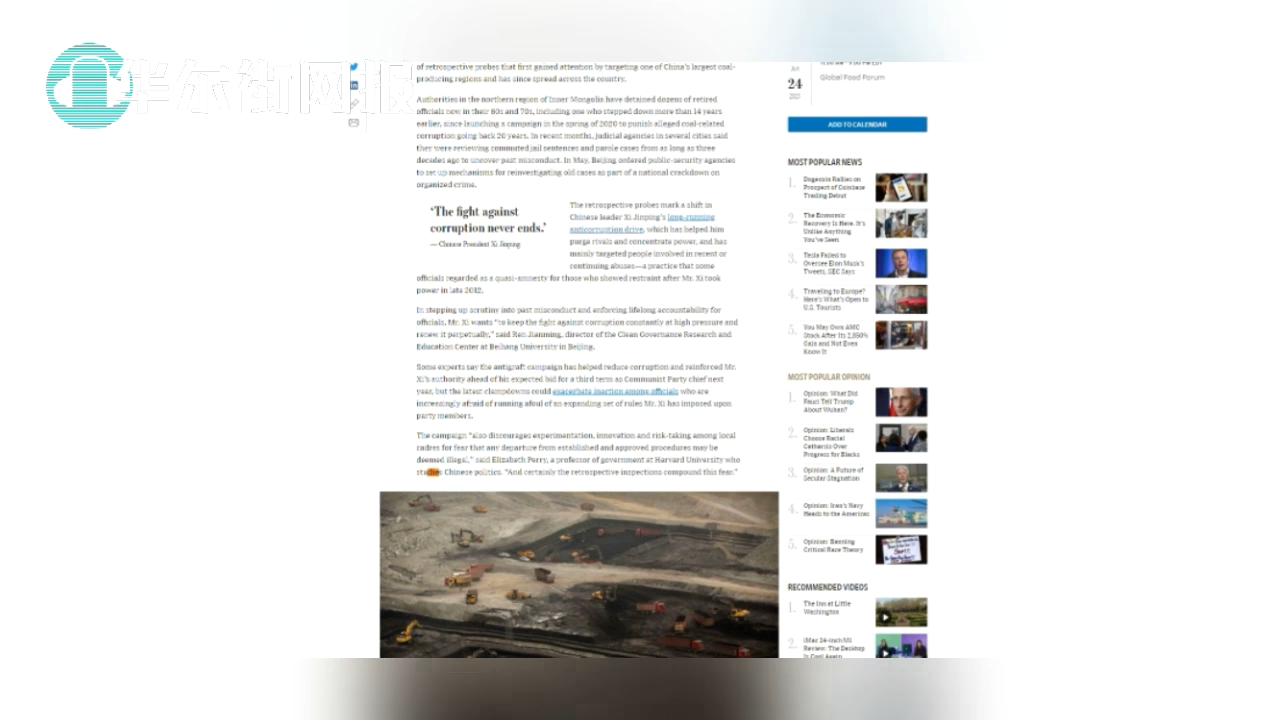 华尔街网报
of retrospective probes that first gained attention by targeting one of China's largest coal-
producing regions and has since spread across the country.
Authorities in the northern region of Inner Mongolia have detained dozens of retired
officials now in their 60s and 70s, including one who stepped down more than 14 years
earlier, since launching a campaign in the spring of 2020 to punish alleged coal-related
corruption going back 20 years. In recent months, judicial agencies in several cities said
they were reviewing commuted jail sentences and parole cases from as long as three
decades ago to uncover past misconduct. In May, Beijing ordered public-security agencies
to set up mechanisms for reinvestigating old cases as part of a national crackdown on
organized crime.
'The fight against
corruption never ends.'
— Chinese President Xi Jinping
The retrospective probes mark a shift in
Chinese leader Xi Jinping's long-running
anticorruption drive, which has helped him
purge rivals and concentrate power, and has
mainly targeted people involved in recent or
continuing abuses—a practice that some
officials regarded as a quasi-amnesty for those who showed restraint after Mr. Xi took
power in late 2012.
In stepping up scrutiny into past misconduct and enforcing lifelong accountability for
officials, Mr. Xi wants "to keep the fight against corruption constantly at high pressure and
renew it perpetually," said Ren Jianming, director of the Clean Governance Research and
Education Center at Beihang University in Beijing.
Some experts say the antigraft campaign has helped reduce corruption and reinforced Mr.
Xi's authority ahead of his expected bid for a third term as Communist Party chief next
year, but the latest clampdowns could exacerbate inaction among officials who are
increasingly afraid of running afoul of an expanding set of rules Mr. Xi has imposed upon
party members.
The campaign "also discourages experimentation, innovation and risk-taking among local
cadres for fear that any departure from established and approved procedures may be
deemed illegal," said Elizabeth Perry, a professor of government at Harvard University who
studies Chinese politics. "And certainly the retrospective inspections compound this fear."
24
Global Food Forum
ADD TO CALENDAR
MOST POPULAR NEWS
1. Dogecoin Rallies on
Prospect of Coinbase
Trading Debut
2. The Economic
Recovery Is Here. It's
Unlike Anything
You've Seen
3. Tesla Failed to
Oversee Elon Musk's
Tweets, SEC Says
4. Traveling to Europe?
Here's What's Open to
U.S. Tourists
5. You May Own AMC
Stock After Its 2,850%
Gain and Not Even
Know It
MOST POPULAR OPINION
1. Opinion: What Did
Fauci Tell Trump
About Wuhan?
2. Opinion: Liberals
Choose Racial
Catharsis Over
Progress for Blacks
3. Opinion: A Future of
Secular Stagnation
4. Opinion: Iran's Navy
Heads to the Americas
5. Opinion: Banning
Critical Race Theory
RECOMMENDED VIDEOS
1. The Inn at Little
Washington
2. iMac 24-inch M1
Review: The Desktop
Is Cool Again